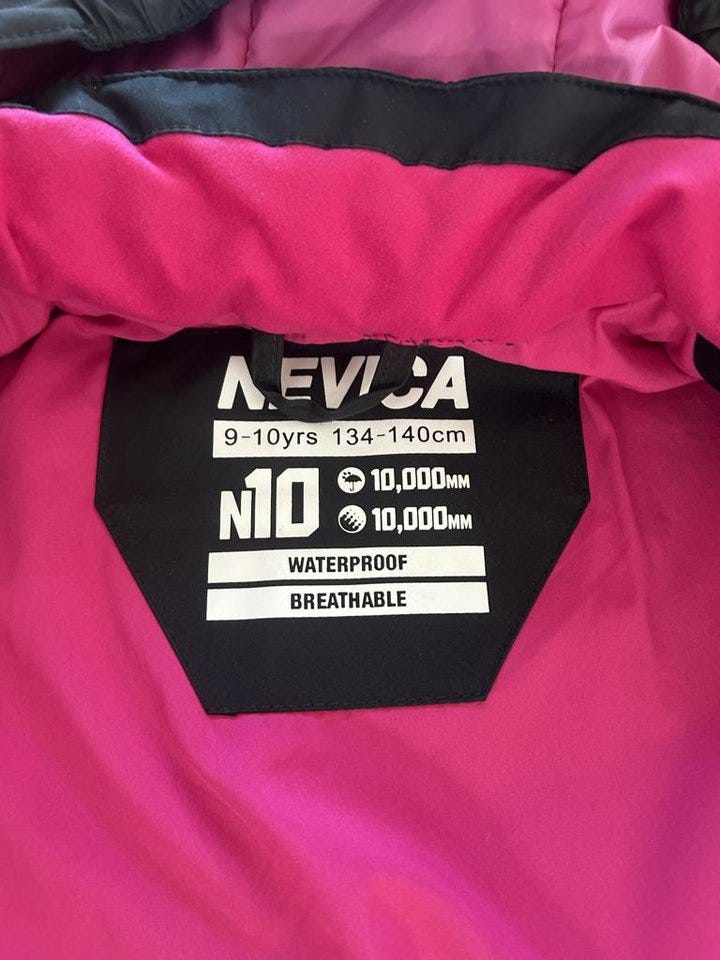 NEVICA
9-10yrs 134-140cm
N10
10,000MM
10,000MM
WATERPROOF
BREATHABLE